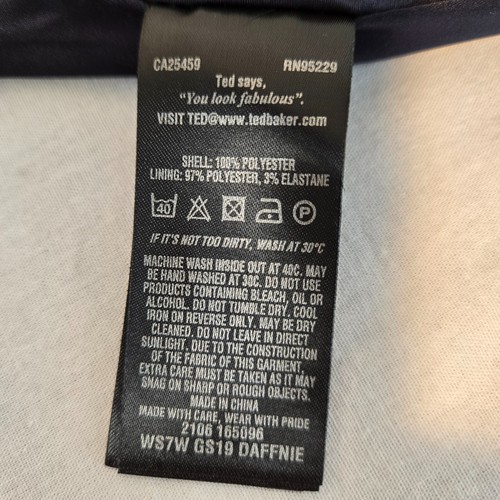 CA25459 RN95229
Ted says,
"You look fabulous".
VISIT TED@www.tedbaker.com
SHELL: 100% POLYESTER
LINING: 97% POLYESTER, 3% ELASTANE
40 P
IF IT'S NOT TOO DIRTY, WASH AT 30°C
MACHINE WASH INSIDE OUT AT 40C. MAY
BE HAND WASHED AT 30C. DO NOT USE
PRODUCTS CONTAINING BLEACH, OIL OR
ALCOHOL. DO NOT TUMBLE DRY. COOL
IRON ON REVERSE ONLY. MAY BE DRY
CLEANED. DO NOT LEAVE IN DIRECT
SUNLIGHT. DUE TO THE CONSTRUCTION
OF THE FABRIC OF THIS GARMENT,
EXTRA CARE MUST BE TAKEN AS IT MAY
SNAG ON SHARP OR ROUGH OBJECTS.
MADE IN CHINA
MADE WITH CARE, WEAR WITH PRIDE
2106 165096
WS7W GS19 DAFFNIE